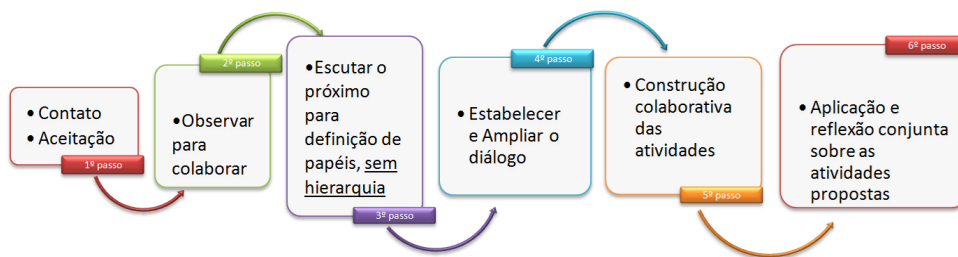 • Contato
• Aceitação
1º passo
2º passo
•Observar
para
colaborar
•Escutar o
próximo
para
definição de
papéis, sem
hierarquia
3º passo
4º passo
•Estabelecer
e Ampliar o
diálogo
• Construção
colaborativa
das
atividades
5º passo
6º passo
• Aplicação e
reflexão conjunta
sobre as
atividades
propostas